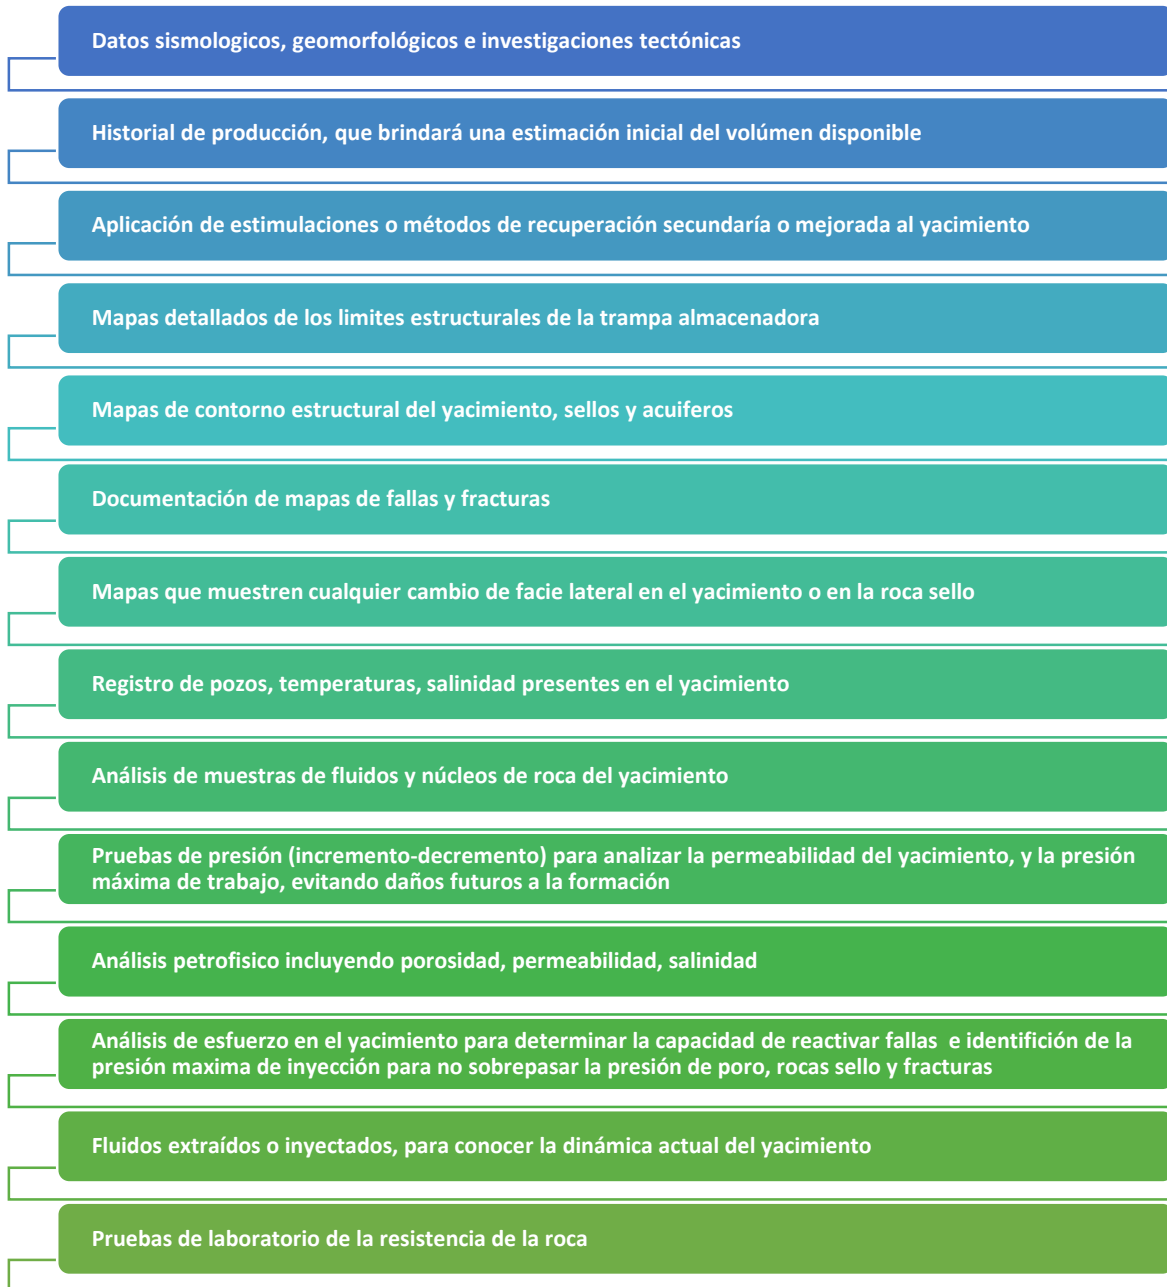 Datos sismologicos, geomorfológicos e investigaciones tectónicas
Historial de producción, que brindará una estimación inicial del volúmen disponible
Aplicación de estimulaciones o métodos de recuperación secundaría o mejorada al yacimiento
Mapas detallados de los limites estructurales de la trampa almacenadora
Mapas de contorno estructural del yacimiento, sellos y acuiferos
Documentación de mapas de fallas y fracturas
Mapas que muestren cualquier cambio de facie lateral en el yacimiento o en la roca sello
Registro de pozos, temperaturas, salinidad presentes en el yacimiento
Análisis de muestras de fluidos y núcleos de roca del yacimiento
Pruebas de presión (incremento-decremento) para analizar la permeabilidad del yacimiento, y la presión
máxima de trabajo, evitando daños futuros a la formación
Análisis petrofisico incluyendo porosidad, permeabilidad, salinidad
Análisis de esfuerzo en el yacimiento para determinar la capacidad de reactivar fallas e identifición de la
presión maxima de inyección para no sobrepasar la presión de poro, rocas sello y fracturas
Fluidos extraídos o inyectados, para conocer la dinámica actual del yacimiento
Pruebas de laboratorio de la resistencia de la roca